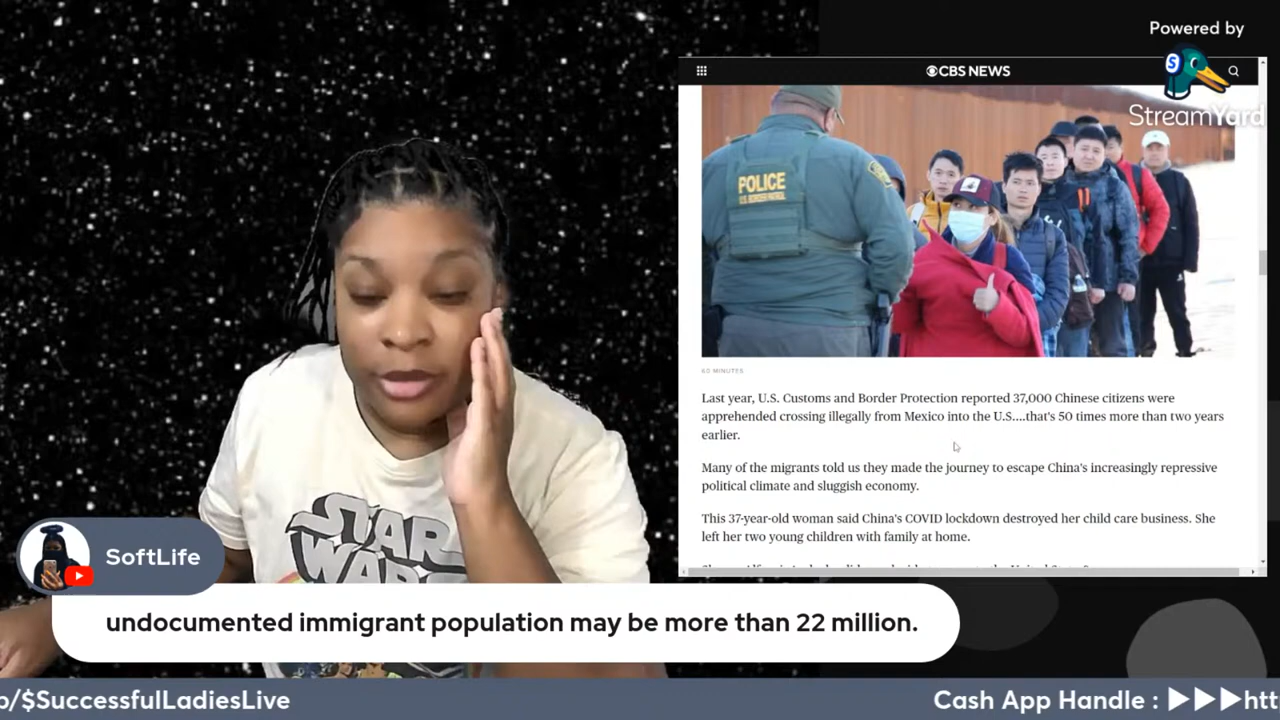 Powered by
StreamYard
CBS NEWS
POLICE
U.S. BORDER PATROL
60 MINUTES
Last year, U.S. Customs and Border Protection reported 37,000 Chinese citizens were
apprehended crossing illegally from Mexico into the U.S....that's 50 times more than two years
earlier.
Many of the migrants told us they made the journey to escape China's increasingly repressive
political climate and sluggish economy.
This 37-year-old woman said China's COVID lockdown destroyed her child care business. She
left her two young children with family at home.
STAR
WARS
SoftLife
undocumented immigrant population may be more than 22 million.
o/$SuccessfulLadiesLive
Cash App Handle : ▶▶▶htt